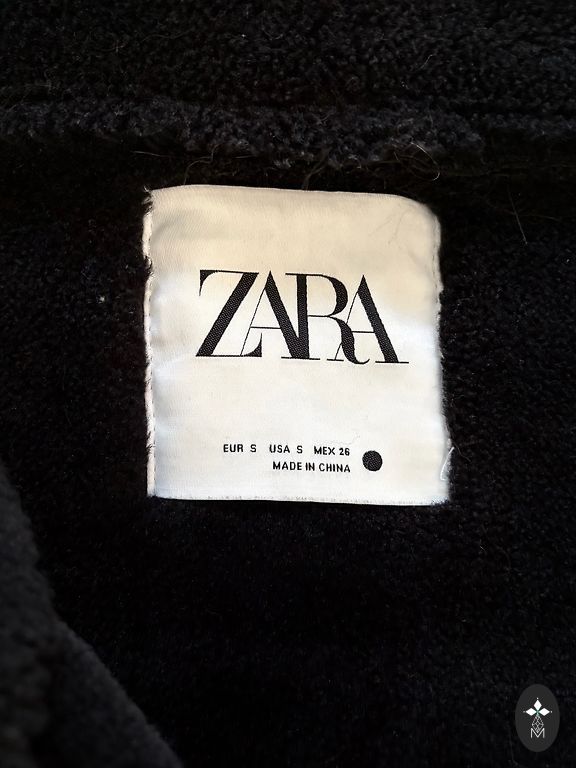 ZARA
EUR S USA S MEX 26
MADE IN CHINA
M